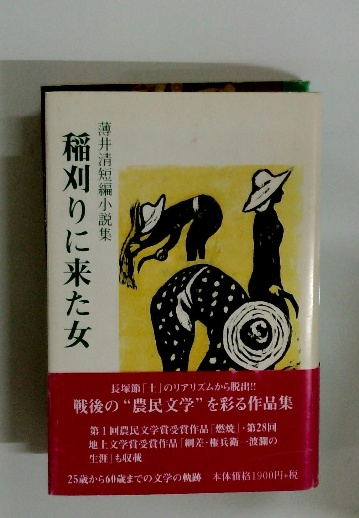 薄井清短編小説集
稲刈りに来た女
長塚節「土」のリアリズムから脱出!!
戦後の“農民文学”を彩る作品集
第1回農民文学賞受賞作品「燃焼」・第28回
地上文学賞受賞作品「綱差・権兵衛一波瀾の
生涯」も収載
25歳から60歳までの文学の軌跡 本体価格1900円+税